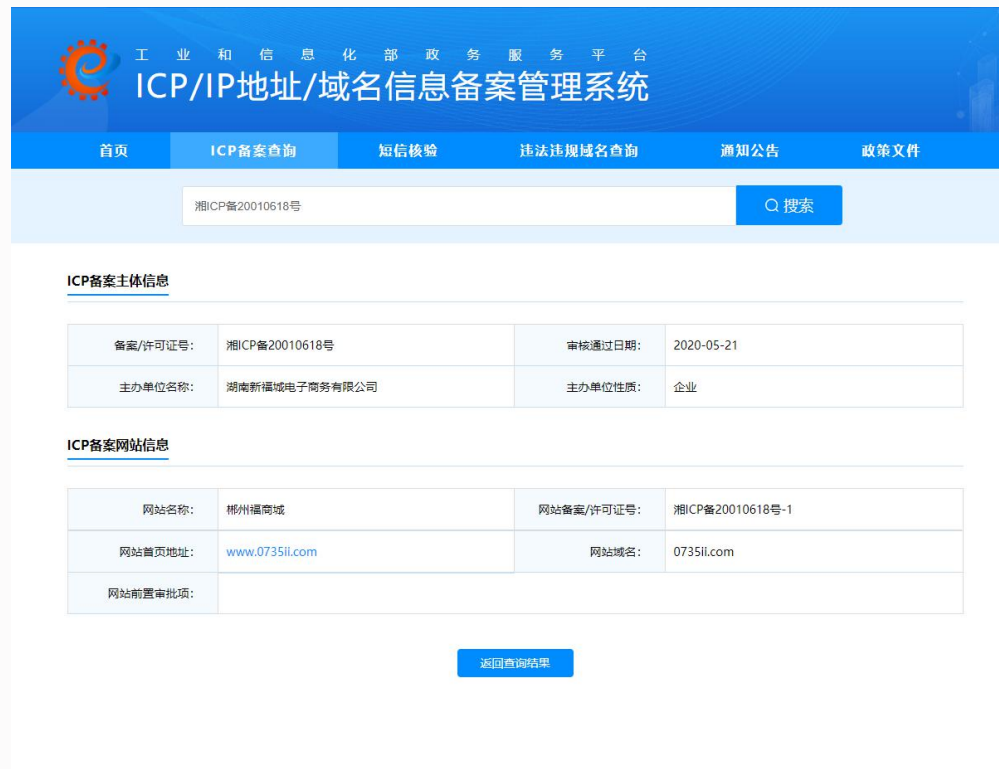 工业和信息化部政务服务平台
ICP/IP地址/域名信息备案管理系统
首页 ICP备案查询 短信核验 违法违规域名查询 通知公告 政策文件
湘ICP备20010618号 搜索
ICP备案主体信息
备案/许可证号： 湘ICP备20010618号 审核通过日期： 2020-05-21
主办单位名称： 湖南新福城电子商务有限公司 主办单位性质： 企业
ICP备案网站信息
网站名称： 郴州福商城 网站备案/许可证号： 湘ICP备20010618号-1
网站首页地址： www.0735ii.com 网站域名： 0735ii.com
网站前置审批项：
返回查询结果